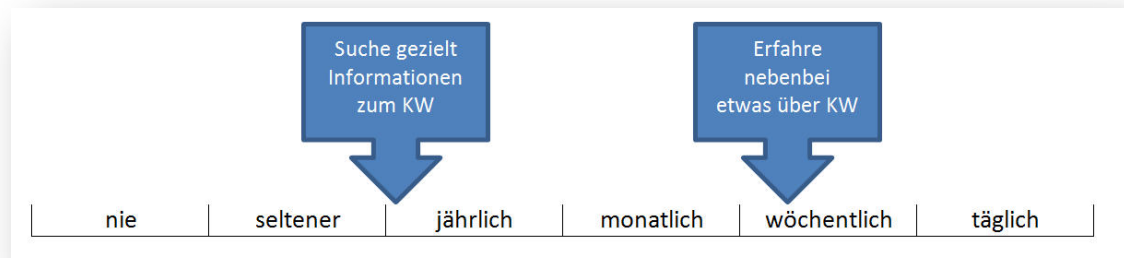 Suche gezielt
Informationen
zum KW
Erfahre
nebenbei
etwas über KW
nie seltener jährlich monatlich wöchentlich täglich